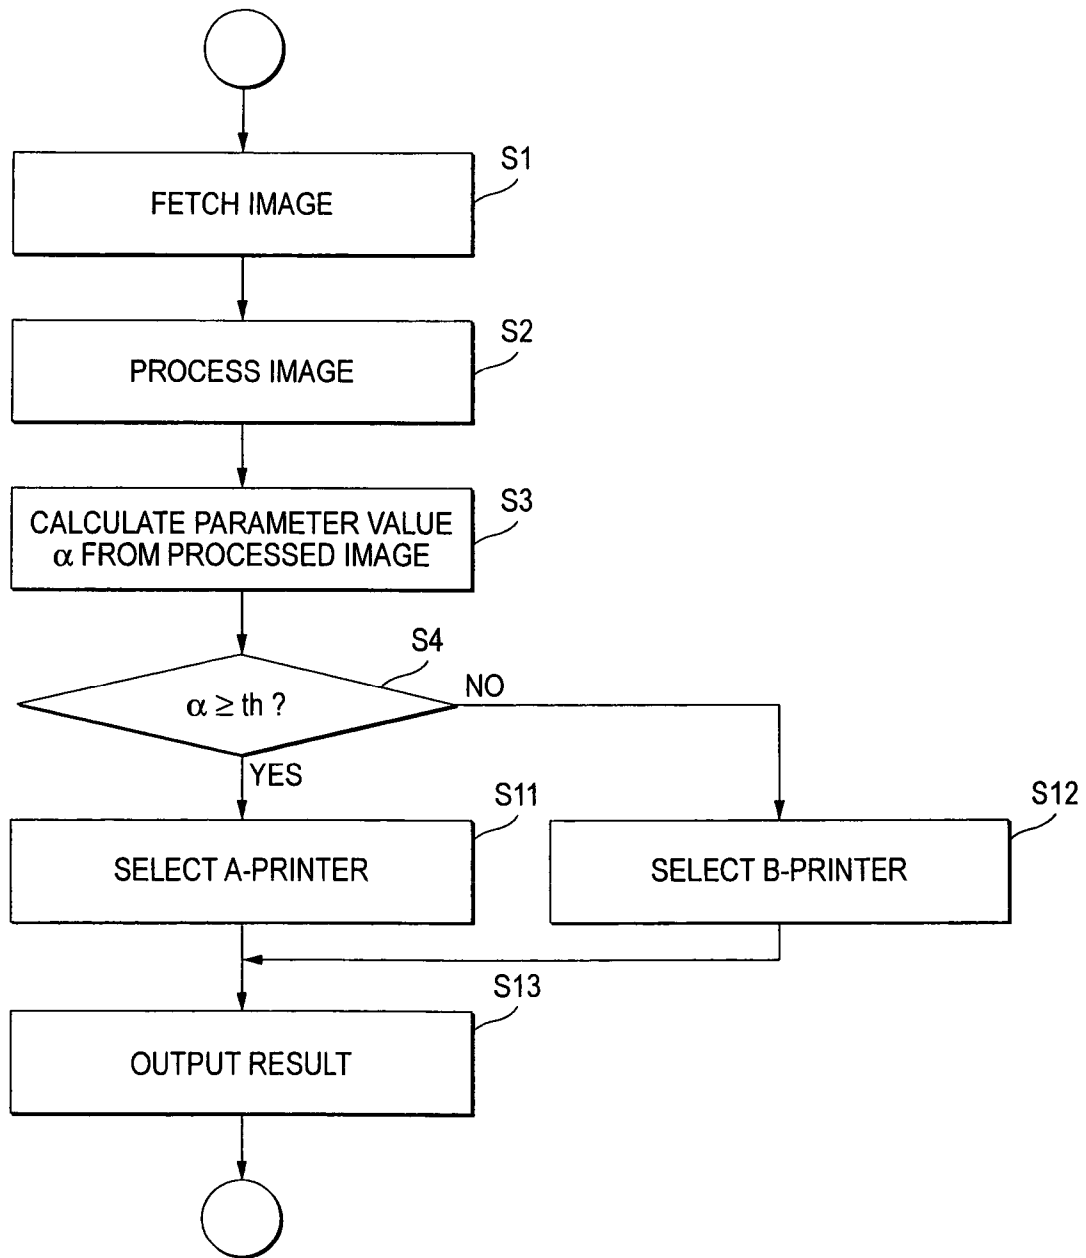 S1
FETCH IMAGE
S2
PROCESS IMAGE
S3
CALCULATE PARAMETER VALUE
α FROM PROCESSED IMAGE
S4
α ≥ th ?
NO
YES
S11
SELECT A-PRINTER
S12
SELECT B-PRINTER
S13
OUTPUT RESULT